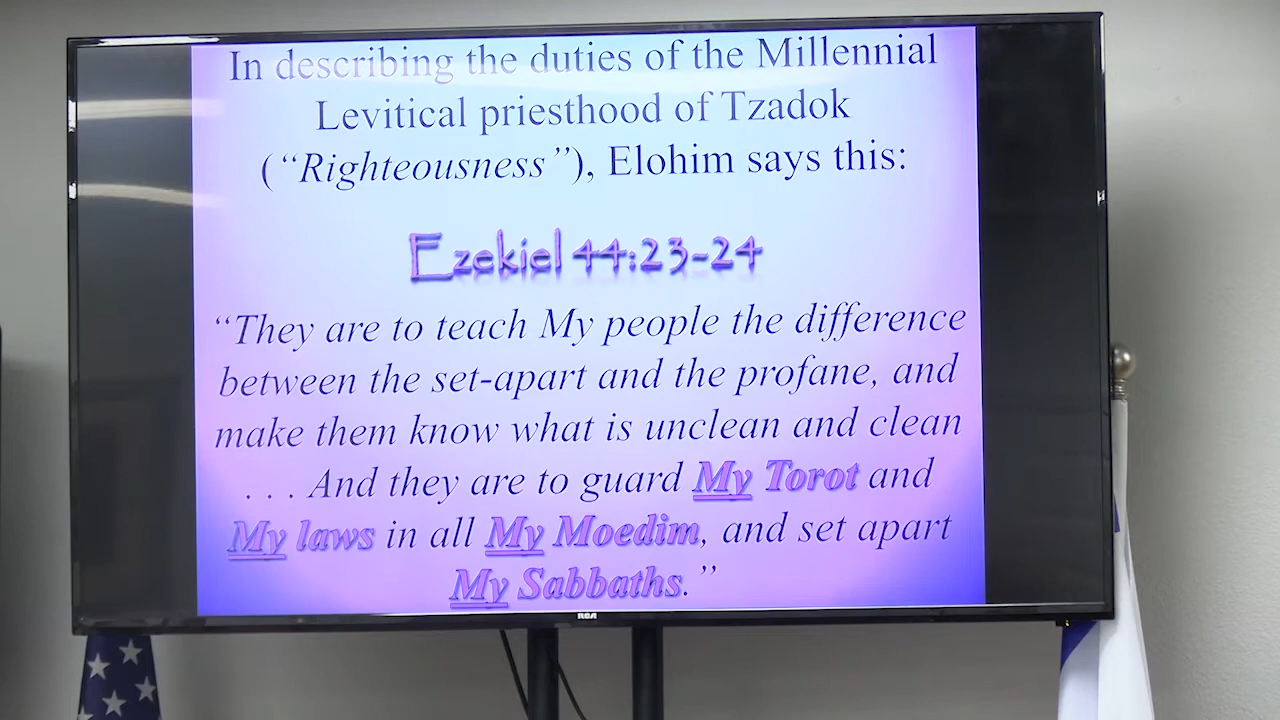 In describing the duties of the Millennial
Levitical priesthood of Tzadok
(“Righteousness”), Elohim says this:
Ezekiel 44:23-24
“They are to teach My people the difference
between the set-apart and the profane, and
make them know what is unclean and clean
. . . And they are to guard My Torot and
My laws in all My Moedim, and set apart
My Sabbaths.”
RCA